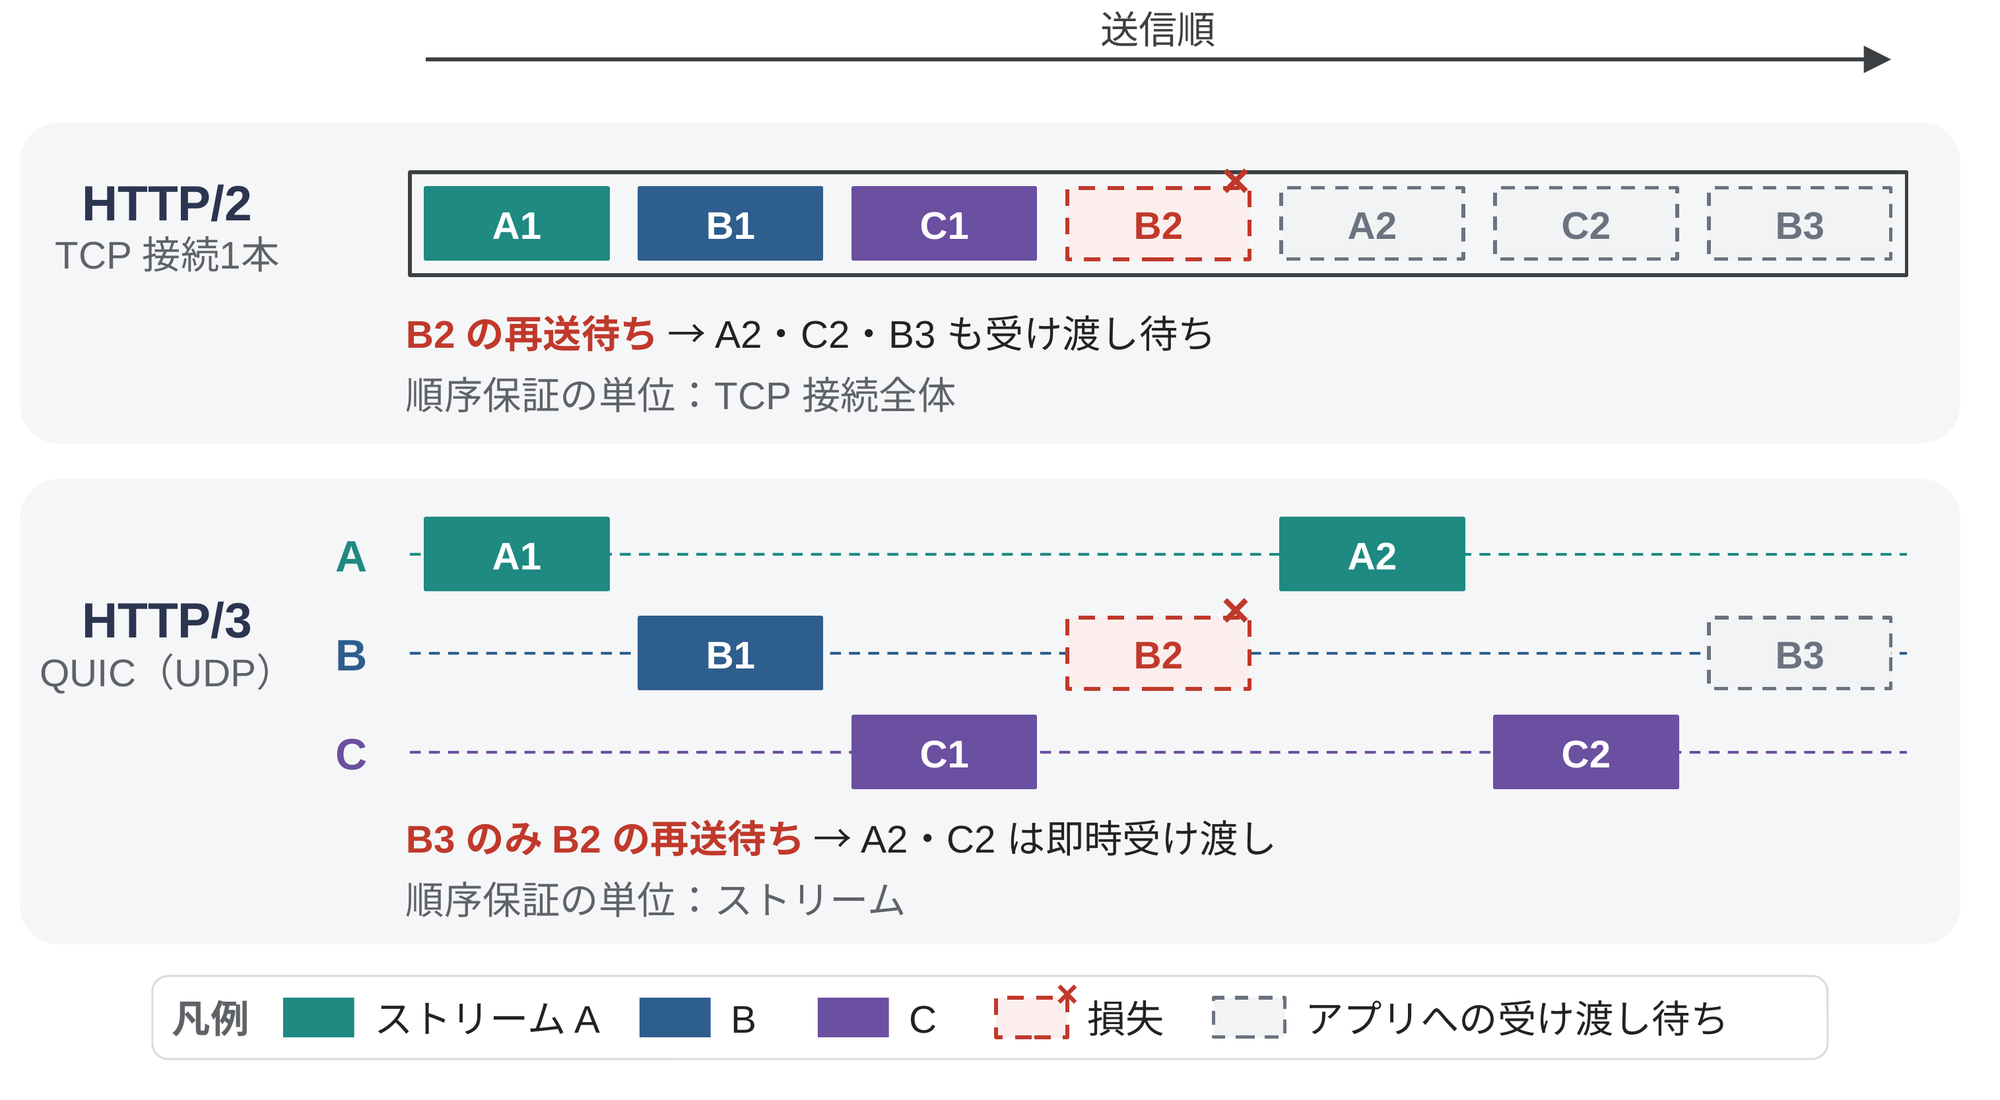 送信順
HTTP/2
TCP 接続1本
A1 B1 C1 B2 A2 C2 B3
B2 の再送待ち → A2・C2・B3 も受け渡し待ち
順序保証の単位：TCP 接続全体
HTTP/3
QUIC（UDP）
A A1 A2
B B1 B2 B3
C C1 C2
B3 のみ B2 の再送待ち → A2・C2 は即時受け渡し
順序保証の単位：ストリーム
凡例 ストリーム A B C 損失 アプリへの受け渡し待ち